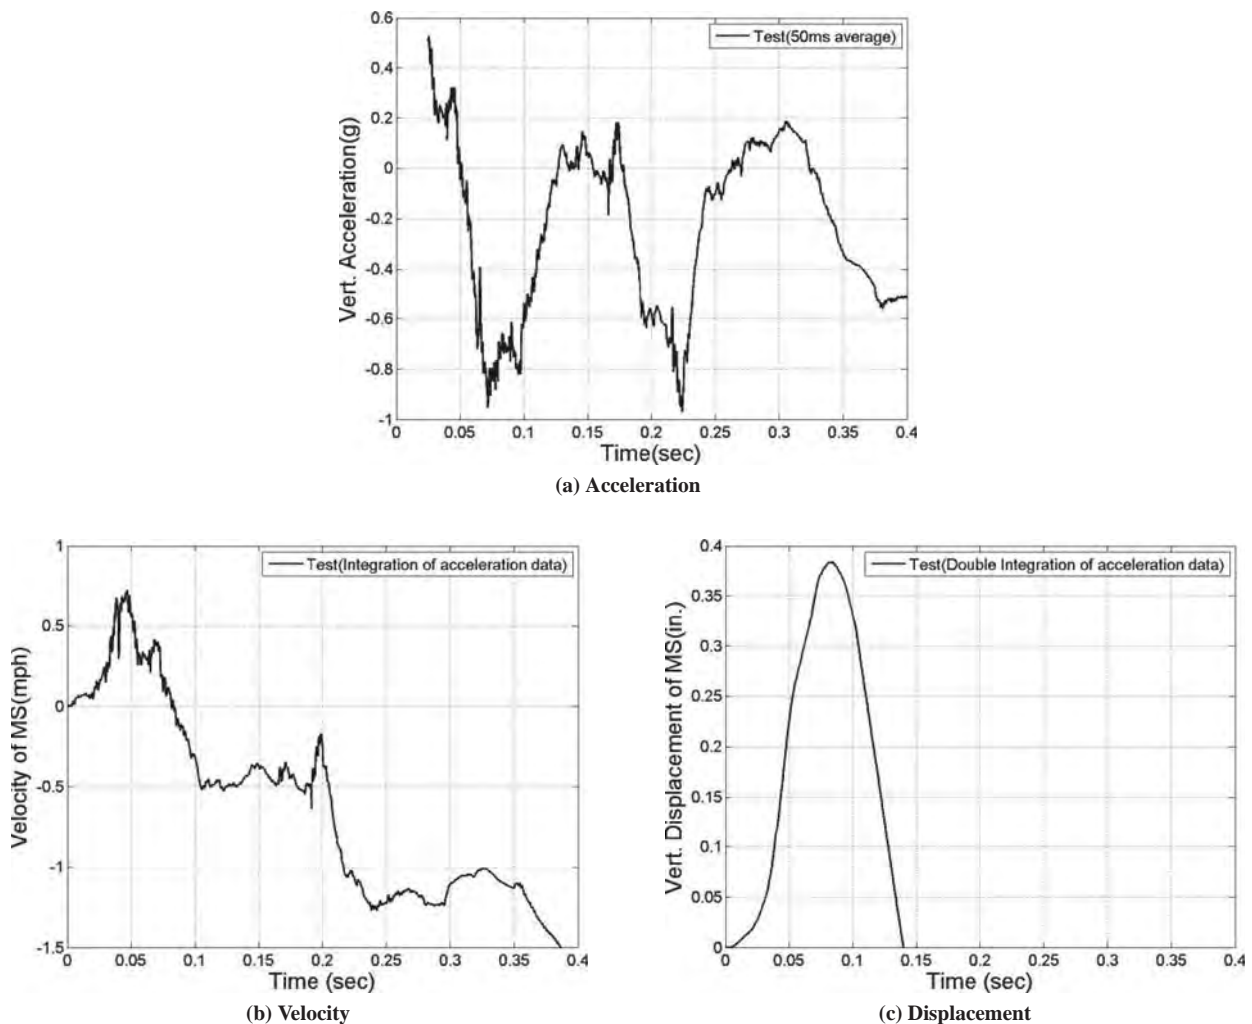 0.6
Test(50ms average)
0.4
0.2
0
-0.2
-0.4
-0.6
-0.8
-1
Vert. Acceleration(g)
0 0.05 0.1 0.15 0.2 0.25 0.3 0.35 0.4
Time(sec)
(a) Acceleration
1
Test(Integration of acceleration data)
0.5
0
-0.5
-1
-1.5
Velocity of MS(mph)
0 0.05 0.1 0.15 0.2 0.25 0.3 0.35 0.4
Time (sec)
(b) Velocity
0.4
Test(Double Integration of acceleration data)
0.35
0.3
0.25
0.2
0.15
0.1
0.05
0
Vert. Displacement of MS(in.)
0 0.05 0.1 0.15 0.2 0.25 0.3 0.35 0.4
Time (sec)
(c) Displacement